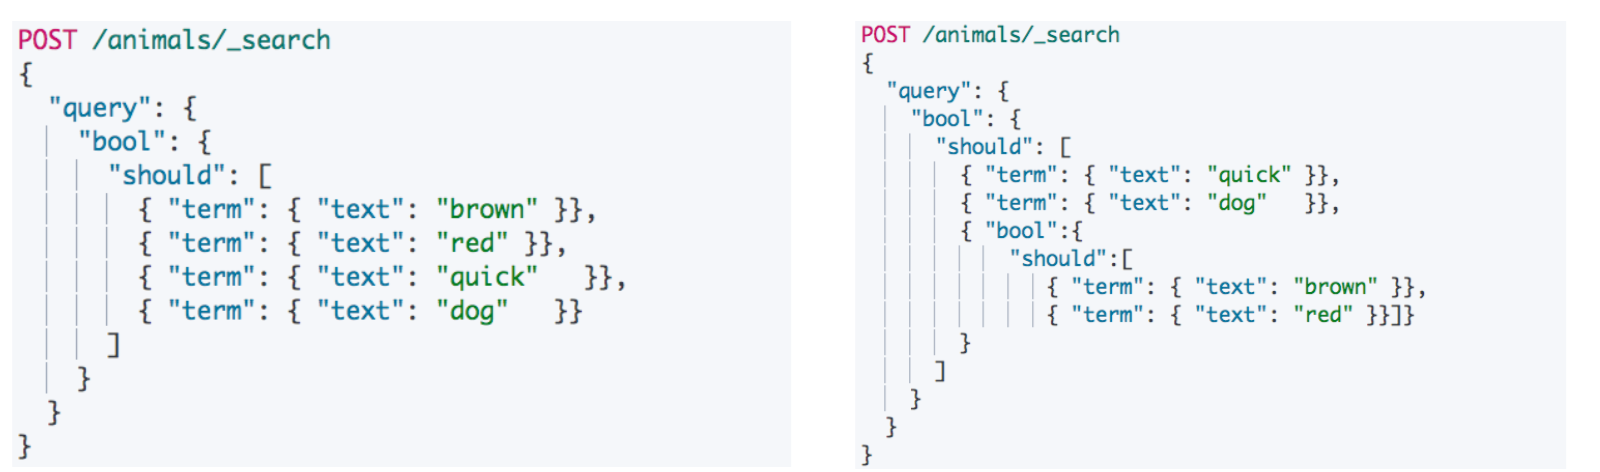 POST /animals/_search
{
  "query": {
    "bool": {
      "should": [
        { "term": { "text": "brown" }},
        { "term": { "text": "red" }},
        { "term": { "text": "quick"   }},
        { "term": { "text": "dog"   }}
      ]
    }
  }
}
POST /animals/_search
{
  "query": {
    "bool": {
      "should": [
        { "term": { "text": "quick" }},
        { "term": { "text": "dog"   }},
        { "bool":{
            "should":[
               { "term": { "text": "brown" }},
               { "term": { "text": "red" }}]}
        }
      ]
    }
  }
}